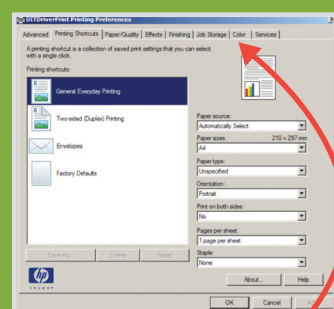 DITDriverPrint Printing Preferences
Advanced Printing Shortcuts Paper/Quality Effects Finishing Job Storage Color Services
A printing shortcut is a collection of saved print settings that you can select
with a single click.
Printing shortcuts:
General Everyday Printing
Two-sided (Duplex) Printing
Envelopes
Factory Defaults
Paper source:
Automatically Select
Paper sizes: 210 × 297 mm
A4
Paper type:
Unspecified
Orientation:
Portrait
Print on both sides:
No
Pages per sheet:
1 page per sheet
Staple:
None
Save As... Delete Reset
hp
invent
About... Help
OK Cancel